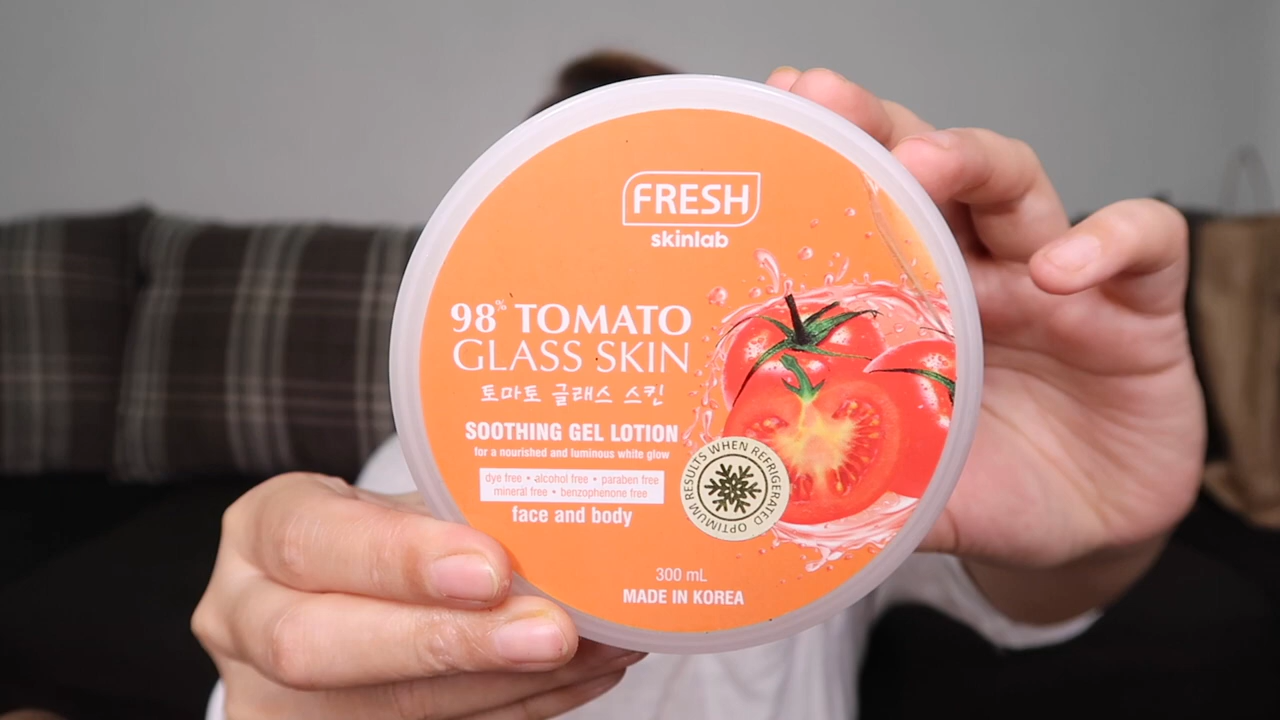 FRESH
skinlab
98% TOMATO
GLASS SKIN
토마토 글래스 스킨
SOOTHING GEL LOTION
for a nourished and luminous white glow
dye free • alcohol free • paraben free
mineral free • benzophenone free
face and body
OPTIMUM RESULTS WHEN REFRIGERATED
300 mL
MADE IN KOREA